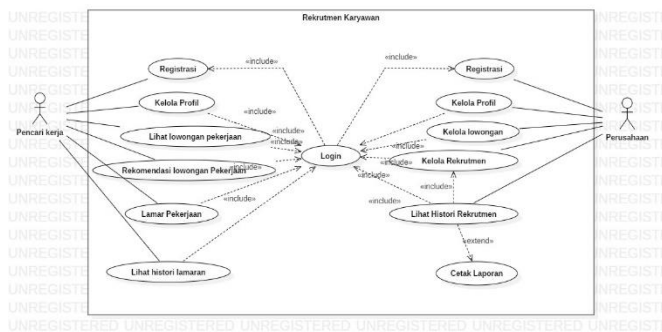 Rekrutmen Karyawan
Registrasi
«include»
«include»
Registrasi
Kelola Profil
«include»
Kelola Profil
Pencari kerja
Lihat lowongan pekerjaan
«include»
«include»
Kelola lowongan
Perusahaan
Login
«include»
Rekomendasi lowongan Pekerjaan
«include»
«include»
Kelola Rekrutmen
«include»
«include»
Lamar Pekerjaan
«include»
«include»
Lihat Histori Rekrutmen
«extend»
Lihat histori lamaran
Cetak Laporan
UNREGISTERED UNREGISTERED UNREGISTERED UNREGISTERED UNREGISTERED UNREGISTERED